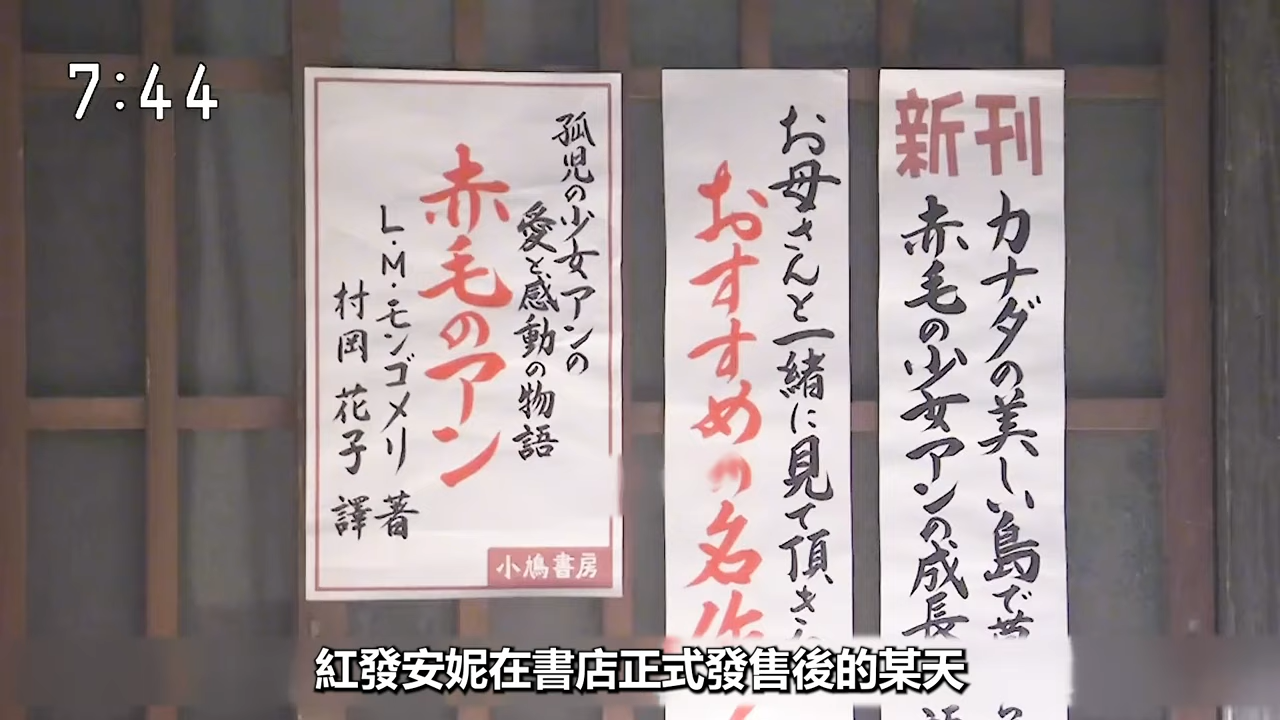 7:44
孤児の少女アンの
愛と感動の物語
赤毛のアン
L・M・モンゴメリ 著
村岡花子 譯
小鳩書房
お母さんと一緒に見て頂き
おすすめの名作
新刊
カナダの美しい島で
赤毛の少女アンの成長
紅發安妮在書店正式發售後的某天